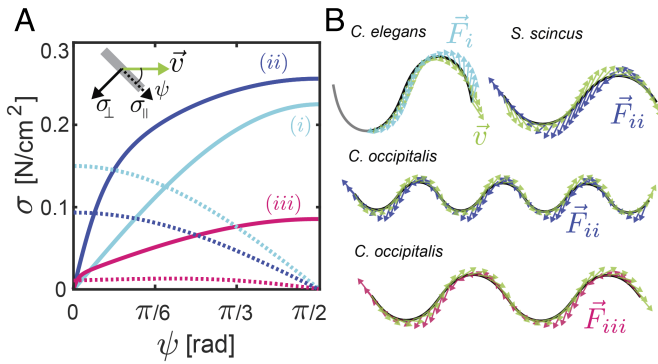 A
B
0.3
0.2
0.1
0
σ [N/cm²]
0
π/6
π/3
π/2
ψ [rad]
v⃗
ψ
σ⊥
σ∥
(ii)
(i)
(iii)
C. elegans
F⃗i
v⃗
S. scincus
F⃗ii
C. occipitalis
F⃗ii
C. occipitalis
F⃗iii